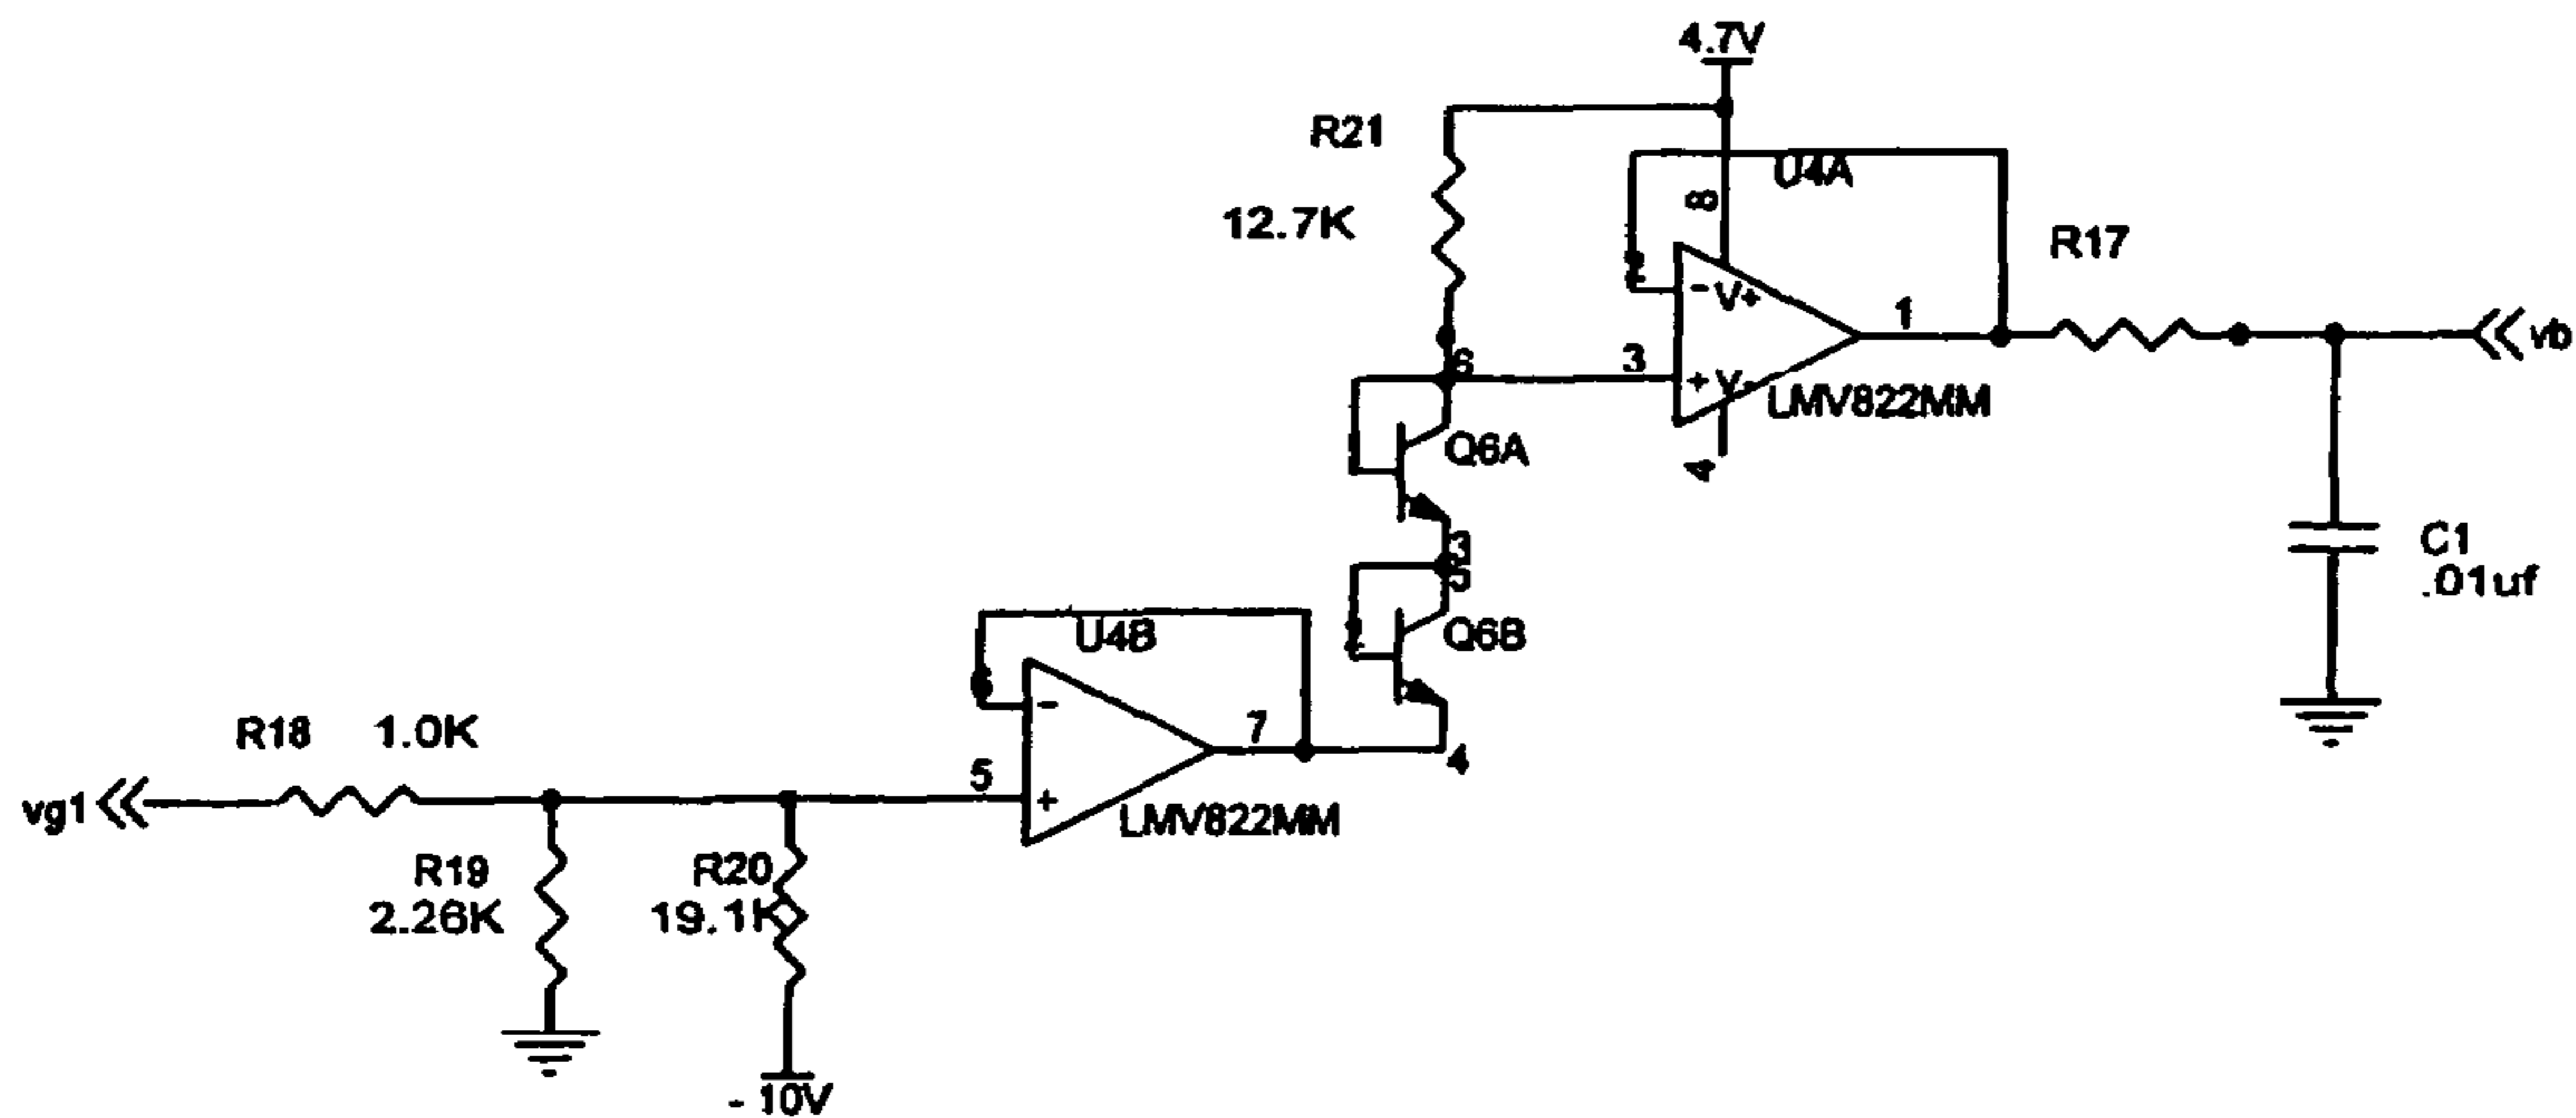 4.7V
R21
U4A
8
12.7K
R17
2
- V+
1
6
3
vb
+ V-
LMV822MM
Q6A
4
3
C1
5
.01uf
U4B
Q6B
6
-
R18 1.0K
7
4
5
vg1
+
LMV822MM
R19
R20
2.26K
19.1K
- 10V